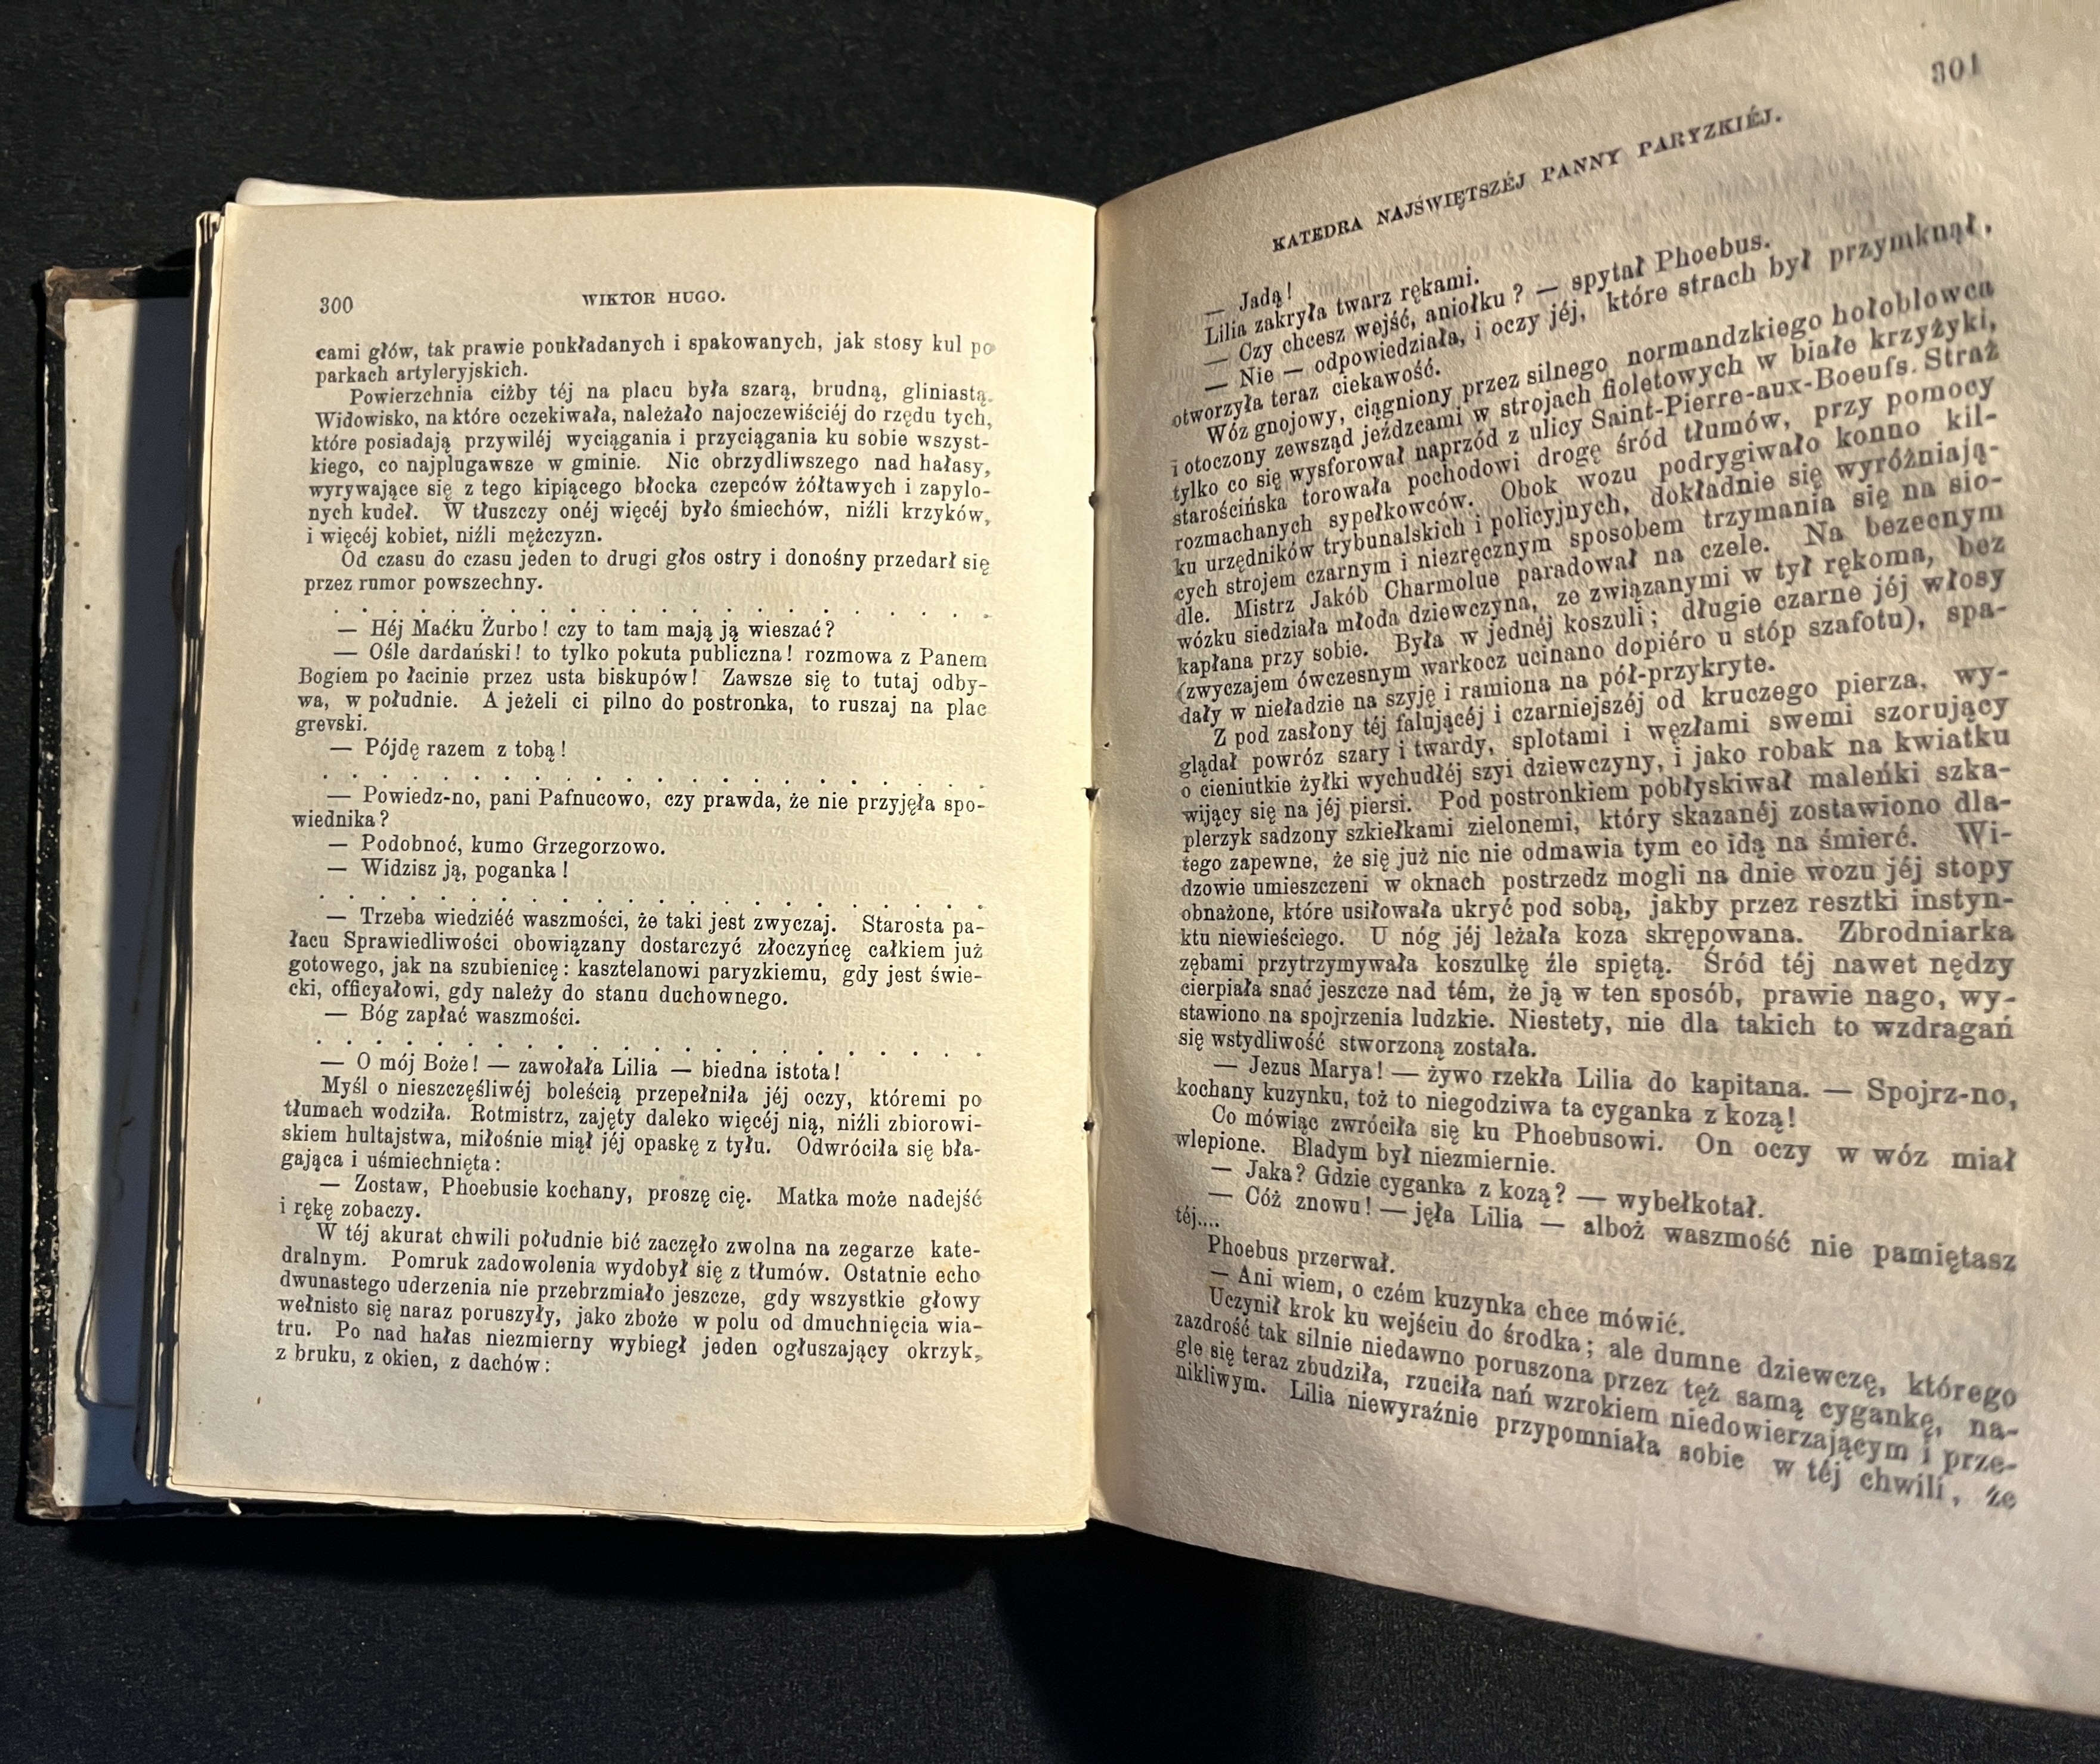 300
WIKTOR HUGO.
cami głów, tak prawie poukładanych i spakowanych, jak stosy kul po
parkach artyleryjskich.
Powierzchnia ciżby téj na placu była szarą, brudną, gliniastą.
Widowisko, na które oczekiwała, należało najoczewiściéj do rzędu tych,
które posiadają przywiléj wyciągania i przyciągania ku sobie wszyst-
kiego, co najplugawsze w gminie. Nic obrzydliwszego nad hałasy,
wyrywające się z tego kipiącego błocka czepców żółtawych i zapylo-
nych kudeł. W tłuszczy onéj więcéj było śmiechów, niźli krzyków,
i więcéj kobiet, niźli mężczyzn.
Od czasu do czasu jeden to drugi głos ostry i donośny przedarł się
przez rumor powszechny.
. . . . . . . . . . . . . . . . . . . . . .
— Héj Maćku Żurbo! czy to tam mają ją wieszać?
— Ośle dardański! to tylko pokuta publiczna! rozmowa z Panem
Bogiem po łacinie przez usta biskupów! Zawsze się to tutaj odby-
wa, w południe. A jeżeli ci pilno do postronka, to ruszaj na plac
grevski.
— Pójdę razem z tobą!
. . . . . . . . . . . . . . . . . . . . . .
— Powiedz-no, pani Pafnucowo, czy prawda, że nie przyjęła spo-
wiednika?
— Podobnoć, kumo Grzegorzowo.
— Widzisz ją, poganka!
. . . . . . . . . . . . . . . . . . . . . .
— Trzeba wiedziéć waszmości, że taki jest zwyczaj. Starosta pa-
łacu Sprawiedliwości obowiązany dostarczyć złoczyńcę całkiem już
gotowego, jak na szubienicę: kasztelanowi paryzkiemu, gdy jest świe-
cki, officyałowi, gdy należy do stanu duchownego.
— Bóg zapłać waszmości.
. . . . . . . . . . . . . . . . . . . . . .
— O mój Boże! — zawołała Lilia — biedna istota!
Myśl o nieszczęśliwéj boleścią przepełniła jéj oczy, któremi po
tłumach wodziła. Rotmistrz, zajęty daleko więcéj nią, niźli zbiorowi-
skiem hultajstwa, miłośnie miął jéj opaskę z tyłu. Odwróciła się bła-
gająca i uśmiechnięta:
— Zostaw, Phoebusie kochany, proszę cię. Matka może nadejść
i rękę zobaczy.
W téj akurat chwili południe bić zaczęło zwolna na zegarze kate-
dralnym. Pomruk zadowolenia wydobył się z tłumów. Ostatnie echo
dwunastego uderzenia nie przebrzmiało jeszcze, gdy wszystkie głowy
wełnisto się naraz poruszyły, jako zboże w polu od dmuchnięcia wia-
tru. Po nad hałas niezmierny wybiegł jeden ogłuszający okrzyk,
z bruku, z okien, z dachów:
301
KATEDRA NAJŚWIĘTSZÉJ PANNY PARYZKIÉJ.
— Jadą!
Lilia zakryła twarz rękami.
— Czy chcesz wejść, aniołku? — spytał Phoebus.
— Nie — odpowiedziała, i oczy jéj, które strach był przymknął,
otworzyła teraz ciekawość.
Wóz gnojowy, ciągniony przez silnego normandzkiego hołoblowca
i otoczony zewsząd jeźdzcami w strojach fioletowych w białe krzyżyki,
tylko co się wysforował naprzód z ulicy Saint-Pierre-aux-Boeufs. Straż
starościńska torowała pochodowi drogę śród tłumów, przy pomocy
rozmachanych sypełkowców. Obok wozu podrygiwało konno kil-
ku urzędników trybunalskich i policyjnych, dokładnie się wyróżniają-
cych strojem czarnym i niezręcznym sposobem trzymania się na sio-
dle. Mistrz Jakób Charmolue paradował na czele. Na bezecnym
wózku siedziała młoda dziewczyna, ze związanymi w tył rękoma, bez
kapłana przy sobie. Była w jednéj koszuli; długie czarne jéj włosy
(zwyczajem ówczesnym warkocz ucinano dopiéro u stóp szafotu), spa-
dały w nieładzie na szyję i ramiona na pół-przykryte.
Z pod zasłony téj falującéj i czarniejszéj od kruczego pierza, wy-
glądał powróz szary i twardy, splotami i węzłami swemi szorujący
o cieniutkie żyłki wychudłéj szyi dziewczyny, i jako robak na kwiatku
wijący się na jéj piersi. Pod postronkiem pobłyskiwał maleńki szka-
plerzyk sadzony szkiełkami zielonemi, który skazanéj zostawiono dla-
tego zapewne, że się już nic nie odmawia tym co idą na śmierć. Wi-
dzowie umieszczeni w oknach postrzedz mogli na dnie wozu jéj stopy
obnażone, które usiłowała ukryć pod sobą, jakby przez resztki instyn-
ktu niewieściego. U nóg jéj leżała koza skrępowana. Zbrodniarka
zębami przytrzymywała koszulkę źle spiętą. Śród téj nawet nędzy
cierpiała snać jeszcze nad tém, że ją w ten sposób, prawie nago, wy-
stawiono na spojrzenia ludzkie. Niestety, nie dla takich to wzdragań
się wstydliwość stworzoną została.
— Jezus Marya! — żywo rzekła Lilia do kapitana. — Spojrz-no,
kochany kuzynku, toż to niegodziwa ta cyganka z kozą!
Co mówiąc zwróciła się ku Phoebusowi. On oczy w wóz miał
wlepione. Bladym był niezmiernie.
— Jaka? Gdzie cyganka z kozą? — wybełkotał.
— Cóż znowu! — jęła Lilia — alboż waszmość nie pamiętasz
téj....
Phoebus przerwał.
— Ani wiem, o czém kuzynka chce mówić.
Uczynił krok ku wejściu do środka; ale dumne dziewczę, którego
zazdrość tak silnie niedawno poruszona przez tęż samą cygankę, na-
gle się teraz zbudziła, rzuciła nań wzrokiem niedowierzającym i prze-
nikliwym. Lilia niewyraźnie przypomniała sobie w téj chwili, że